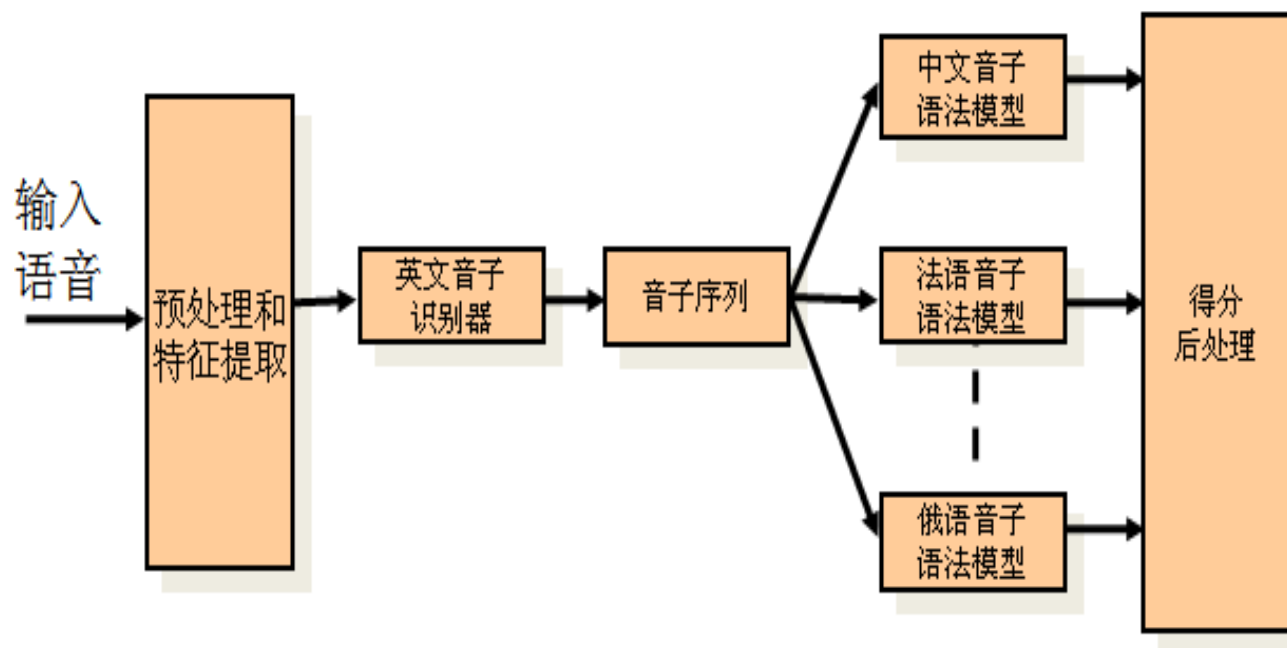 输入
语音
预处理和
特征提取
英文音子
识别器
音子序列
中文音子
语法模型
法语音子
语法模型
俄语音子
语法模型
得分
后处理